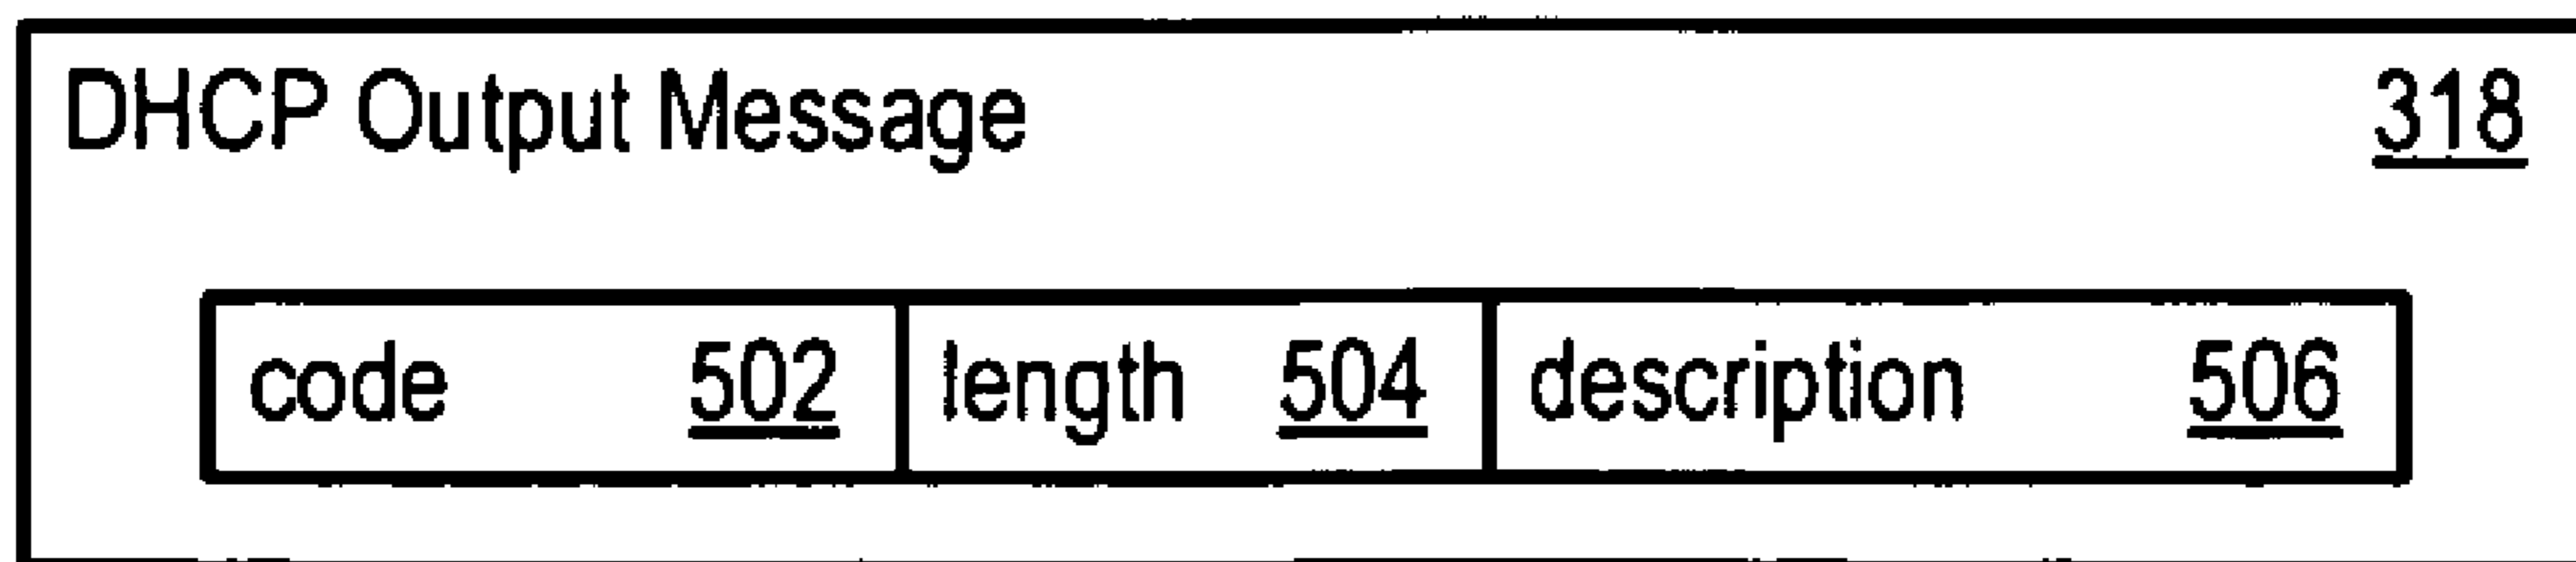 DHCP Output Message 318
code 502 length 504 description 506